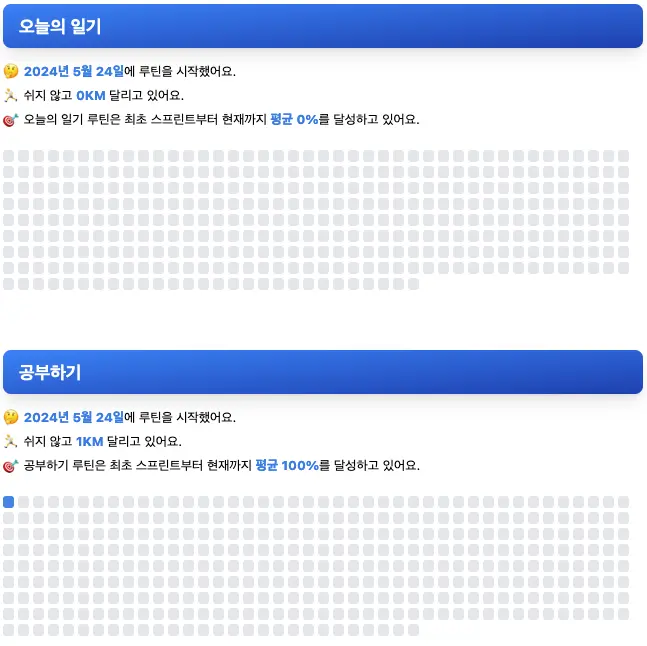 오늘의 일기
🤔 2024년 5월 24일에 루틴을 시작했어요.
🏃 쉬지 않고 0KM 달리고 있어요.
🎯 오늘의 일기 루틴은 최초 스프린트부터 현재까지 평균 0%를 달성하고 있어요.
공부하기
🤔 2024년 5월 24일에 루틴을 시작했어요.
🏃 쉬지 않고 1KM 달리고 있어요.
🎯 공부하기 루틴은 최초 스프린트부터 현재까지 평균 100%를 달성하고 있어요.